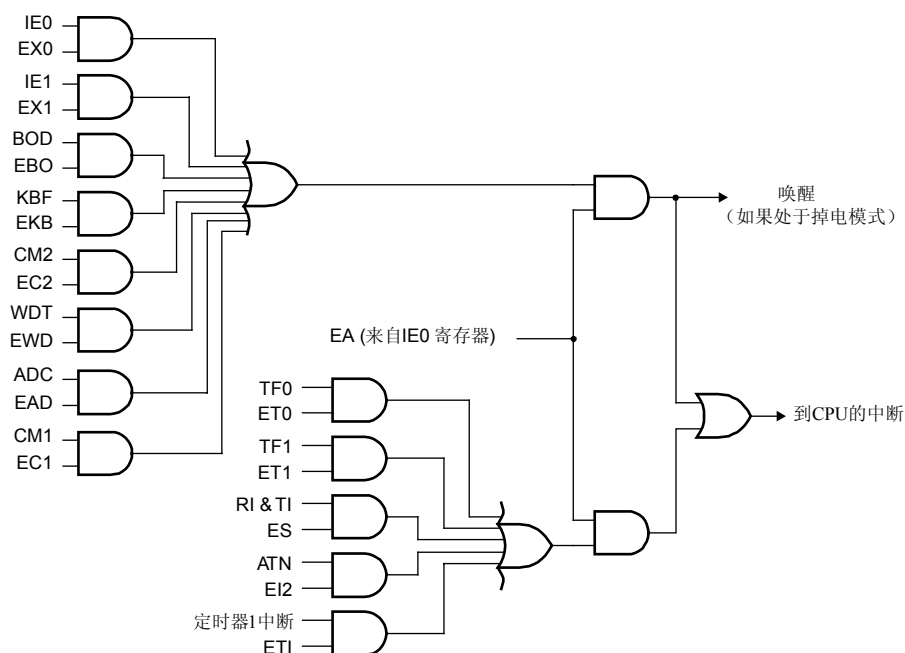 IE0
EX0
IE1
EX1
BOD
EBO
KBF
EKB
CM2
EC2
WDT
EWD
ADC
EAD
CM1
EC1
唤醒
（如果处于掉电模式）
EA (来自IE0 寄存器)
TF0
ET0
TF1
ET1
RI & TI
ES
ATN
EI2
定时器1中断
ETI
到CPU的中断